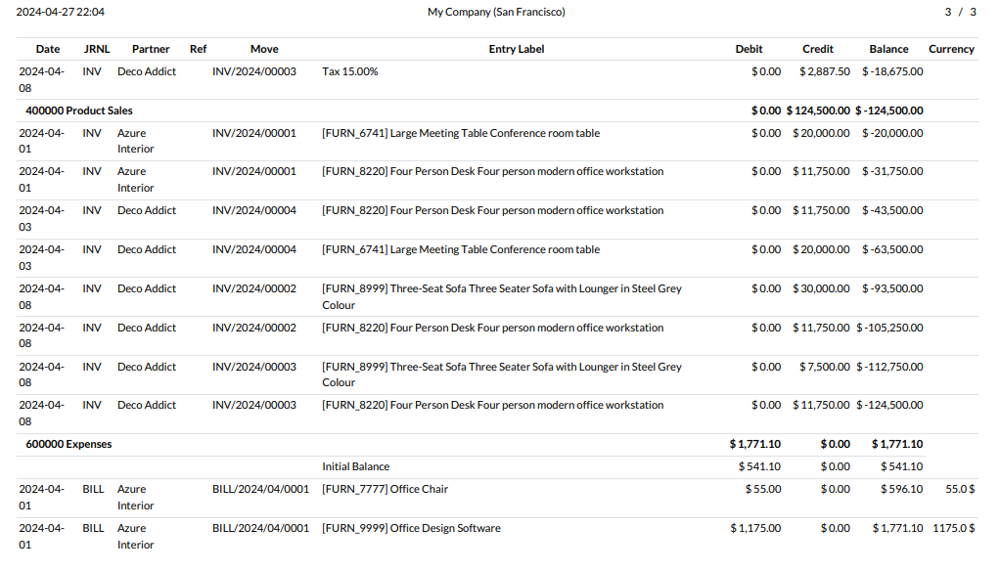 2024-04-27 22:04 My Company (San Francisco) 3 / 3
Date JRNL Partner Ref Move Entry Label Debit Credit Balance Currency
2024-04- INV Deco Addict INV/2024/00003 Tax 15.00% $ 0.00 $ 2,887.50 $ -18,675.00
08
400000 Product Sales $ 0.00 $ 124,500.00 $ -124,500.00
2024-04- INV Azure INV/2024/00001 [FURN_6741] Large Meeting Table Conference room table $ 0.00 $ 20,000.00 $ -20,000.00
01 Interior
2024-04- INV Azure INV/2024/00001 [FURN_8220] Four Person Desk Four person modern office workstation $ 0.00 $ 11,750.00 $ -31,750.00
01 Interior
2024-04- INV Deco Addict INV/2024/00004 [FURN_8220] Four Person Desk Four person modern office workstation $ 0.00 $ 11,750.00 $ -43,500.00
03
2024-04- INV Deco Addict INV/2024/00004 [FURN_6741] Large Meeting Table Conference room table $ 0.00 $ 20,000.00 $ -63,500.00
03
2024-04- INV Deco Addict INV/2024/00002 [FURN_8999] Three-Seat Sofa Three Seater Sofa with Lounger in Steel Grey $ 0.00 $ 30,000.00 $ -93,500.00
08 Colour
2024-04- INV Deco Addict INV/2024/00002 [FURN_8220] Four Person Desk Four person modern office workstation $ 0.00 $ 11,750.00 $ -105,250.00
08
2024-04- INV Deco Addict INV/2024/00003 [FURN_8999] Three-Seat Sofa Three Seater Sofa with Lounger in Steel Grey $ 0.00 $ 7,500.00 $ -112,750.00
08 Colour
2024-04- INV Deco Addict INV/2024/00003 [FURN_8220] Four Person Desk Four person modern office workstation $ 0.00 $ 11,750.00 $ -124,500.00
08
600000 Expenses $ 1,771.10 $ 0.00 $ 1,771.10
Initial Balance $ 541.10 $ 0.00 $ 541.10
2024-04- BILL Azure BILL/2024/04/0001 [FURN_7777] Office Chair $ 55.00 $ 0.00 $ 596.10 55.0 $
01 Interior
2024-04- BILL Azure BILL/2024/04/0001 [FURN_9999] Office Design Software $ 1,175.00 $ 0.00 $ 1,771.10 1175.0 $
01 Interior